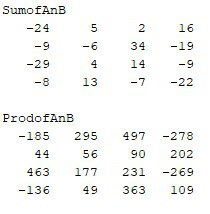 SumofAnB
-24 5 2 16
-9 -6 34 -19
-29 4 14 -9
-8 13 -7 -22
ProdofAnB
-185 295 497 -278
44 56 90 202
463 177 231 -269
-136 49 363 109